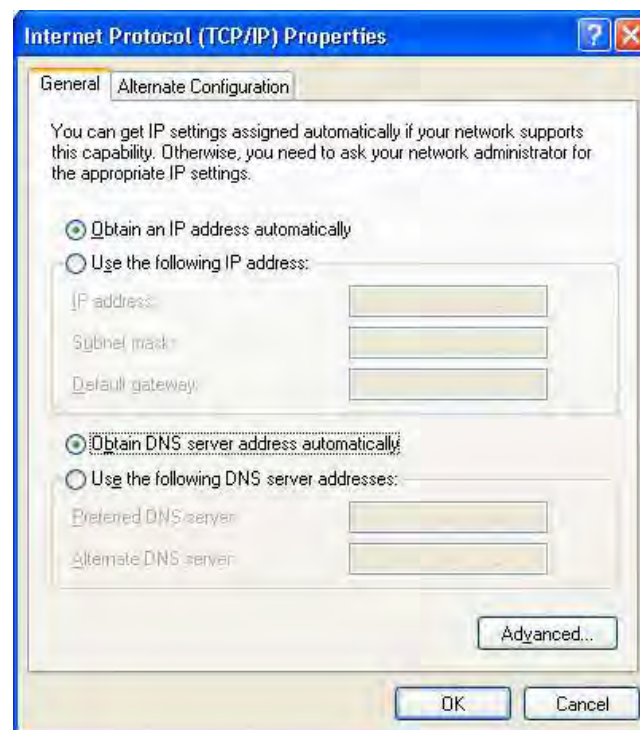 Internet Protocol (TCP/IP) Properties
General
Alternate Configuration
You can get IP settings assigned automatically if your network supports
this capability. Otherwise, you need to ask your network administrator for
the appropriate IP settings.
Obtain an IP address automatically
Use the following IP address:
IP address:
Subnet mask:
Default gateway:
Obtain DNS server address automatically
Use the following DNS server addresses:
Preferred DNS server:
Alternate DNS server:
Advanced...
OK
Cancel